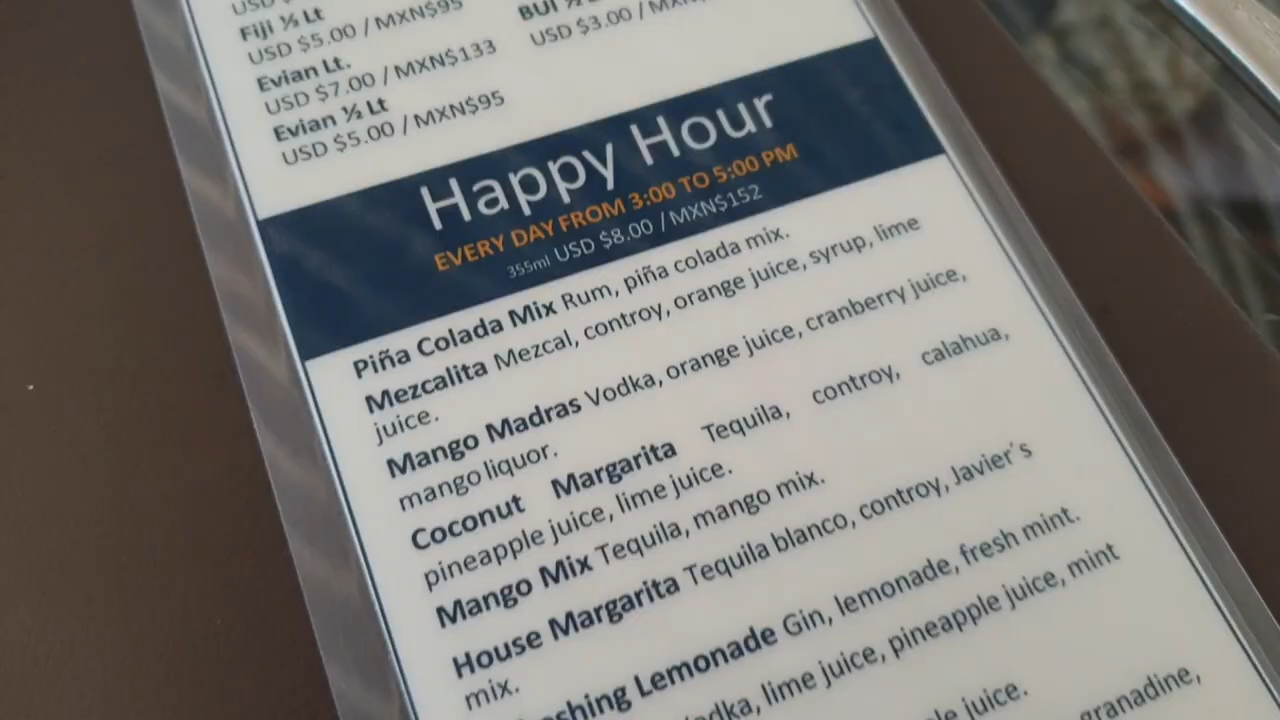 USD
Fiji ½ Lt
USD $5.00 / MXN$95
Evian Lt.
USD $7.00 / MXN$133
Evian ½ Lt
USD $5.00 / MXN$95
BUI ½
USD $3.00 / MXN
Happy Hour
EVERY DAY FROM 3:00 TO 5:00 PM
355ml USD $8.00 / MXN$152
Piña Colada Mix Rum, piña colada mix.
Mezcalita Mezcal, controy, orange juice, syrup, lime
juice.
Mango Madras Vodka, orange juice, cranberry juice,
mango liquor.
Coconut Margarita Tequila, controy, calahua,
pineapple juice, lime juice.
Mango Mix Tequila, mango mix.
House Margarita Tequila blanco, controy, Javier´s
mix.
Lemonade Gin, lemonade, fresh mint.
lime juice, pineapple juice, mint
juice.
granadine,